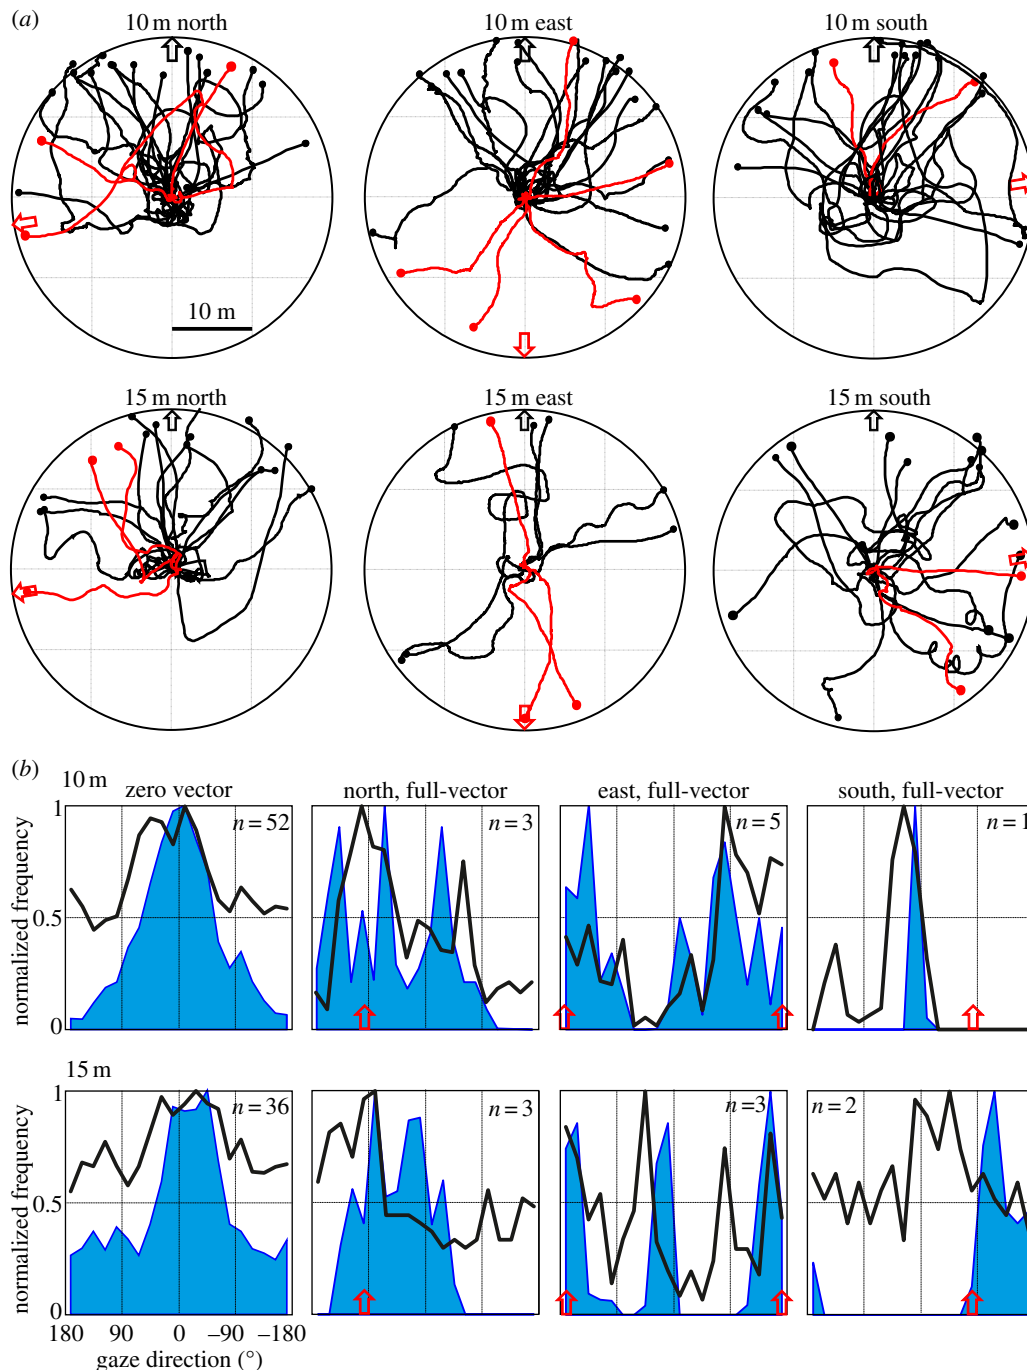 (a)
10 m north
10 m east
10 m south
10 m
15 m north
15 m east
15 m south
(b)
10 m
zero vector
north, full-vector
east, full-vector
south, full-vector
normalized frequency
1
0.5
0
n = 52
n = 3
n = 5
n = 1
15 m
normalized frequency
1
0.5
0
n = 36
n = 3
n = 3
n = 2
180 90 0 –90 –180
gaze direction (°)